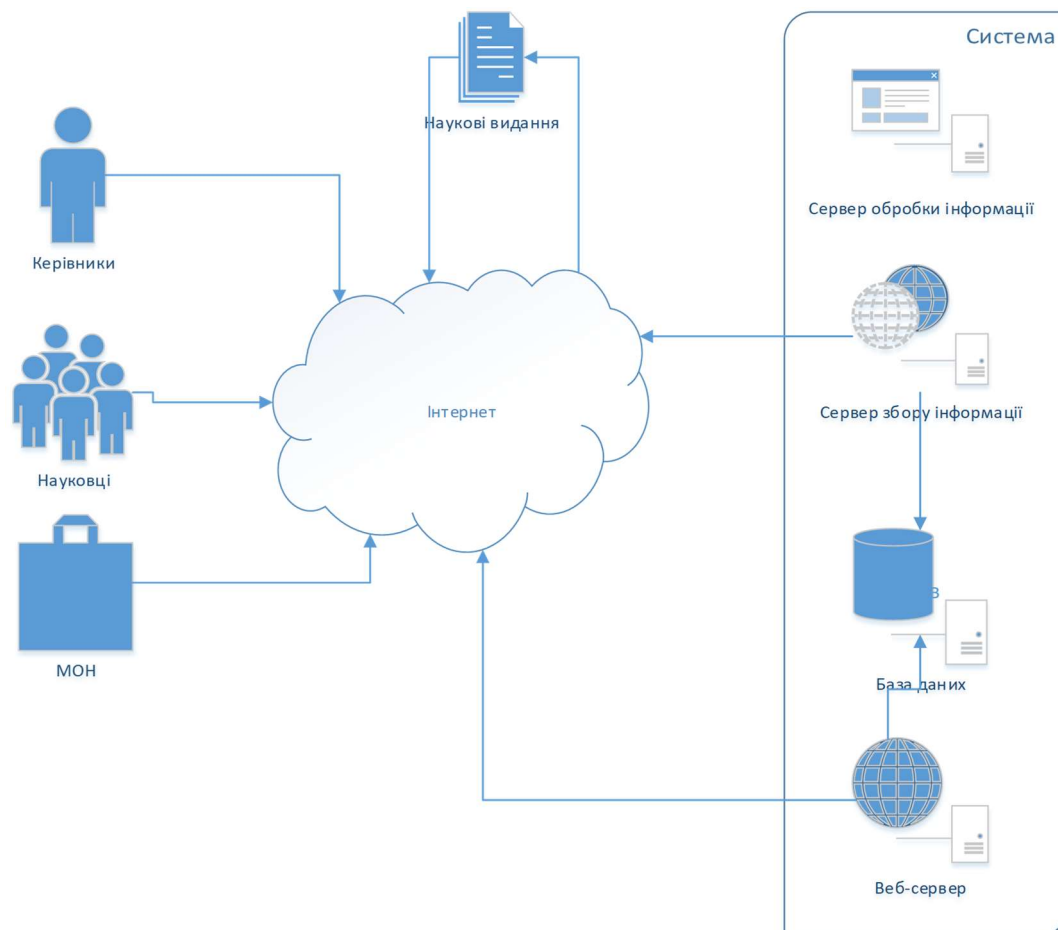 Система
Наукові видання
Керівники
Сервер обробки інформації
Інтернет
Сервер збору інформації
Науковці
МОН
База даних
Веб-сервер